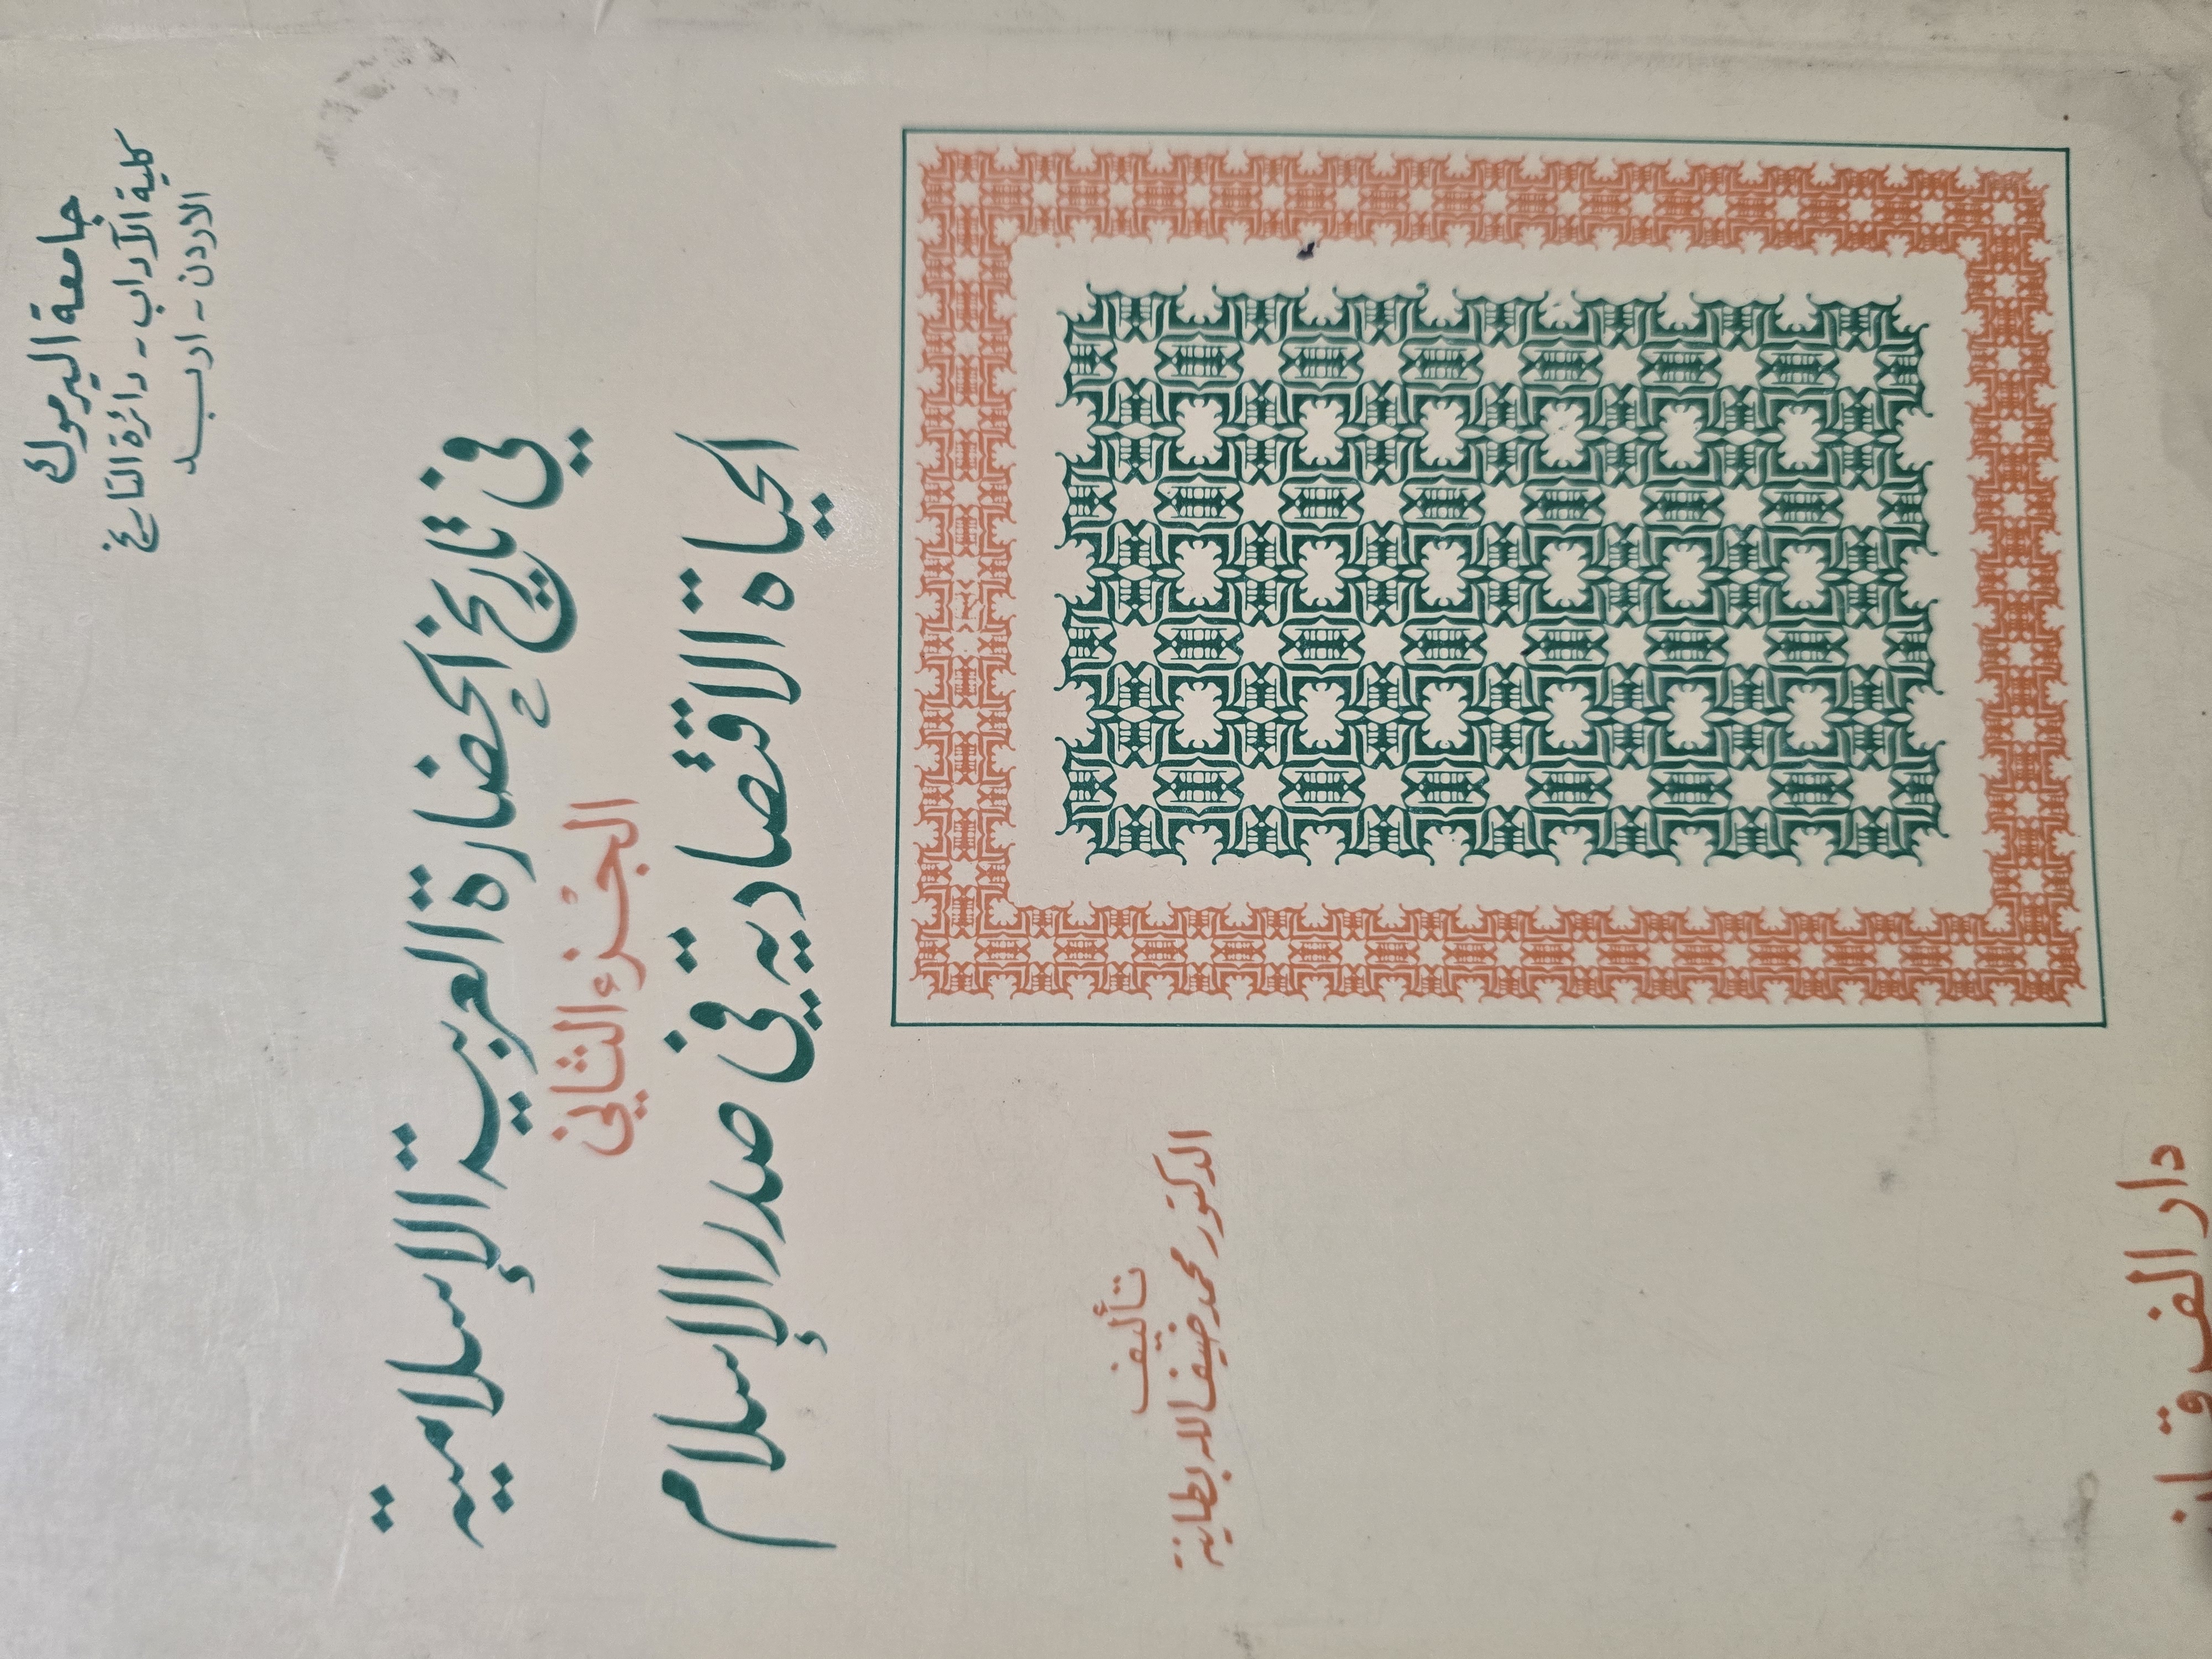 جامعة اليرموك
كلية الآداب - دائرة التاريخ
الاردن - اربد
في تاريخ الحضارة العربية الإسلامية
الجزء الثاني
الحياة الاقتصادية في صدر الإسلام
تأليف
الدكتور محمد ضيف الله بطاينة
دار الفرقان